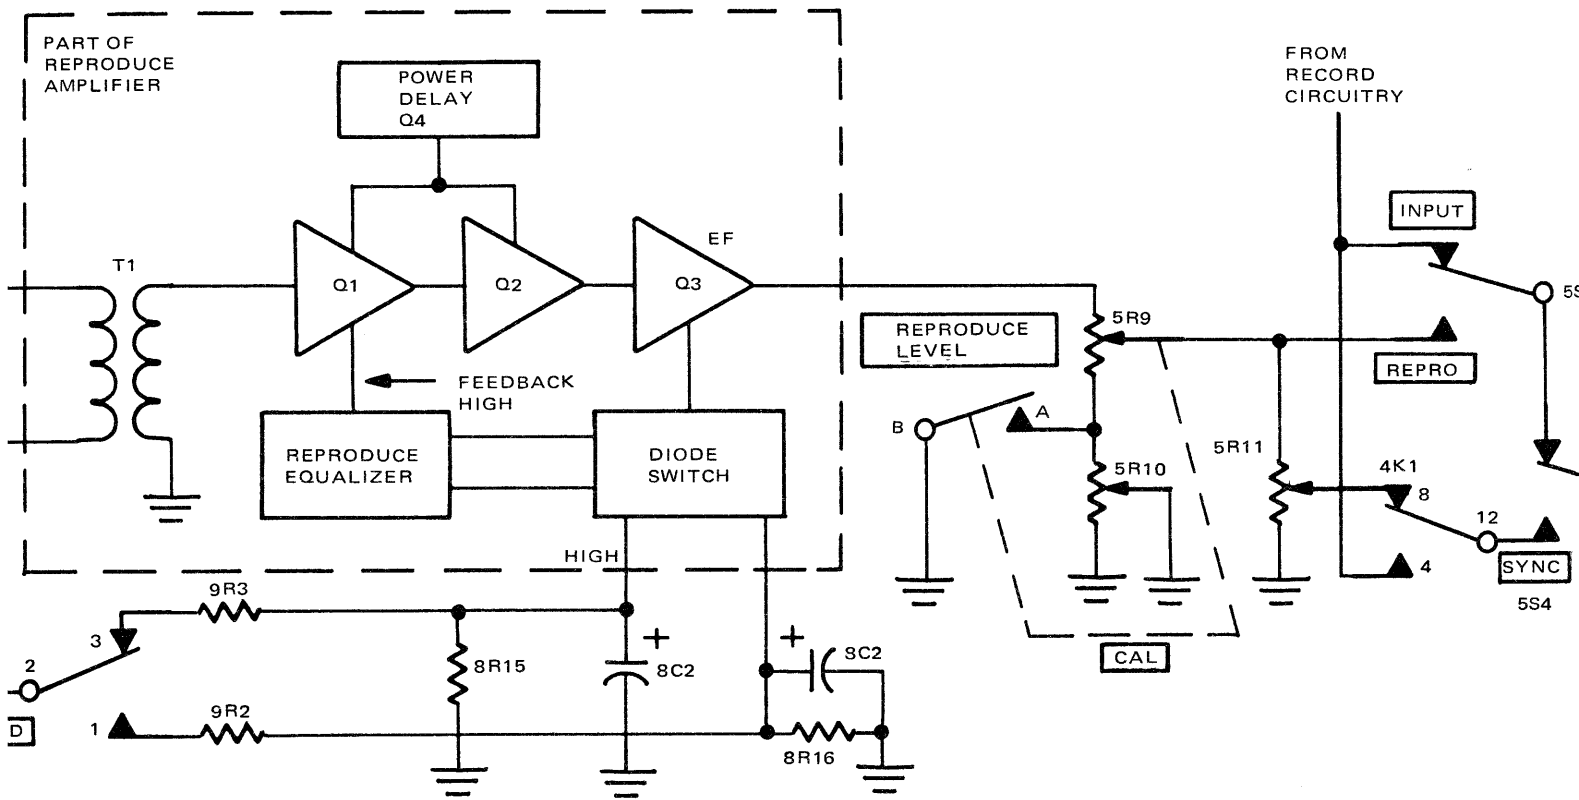 PART OF
REPRODUCE
AMPLIFIER
POWER
DELAY
Q4
FROM
RECORD
CIRCUITRY
INPUT
T1
Q1
Q2
Q3
EF
5S
5R9
REPRODUCE
LEVEL
REPRO
FEEDBACK
HIGH
B
A
REPRODUCE
EQUALIZER
DIODE
SWITCH
5R10
5R11
4K1
8
12
HIGH
4
SYNC
5S4
9R3
3
2
8R15
8C2
8C2
CAL
D
1
9R2
8R16